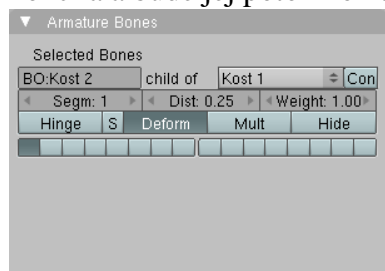 Armature Bones
Selected Bones
BO:Kost 2 child of Kost 1 Con
Segm: 1 Dist: 0.25 Weight: 1.00
Hinge S Deform Mult Hide